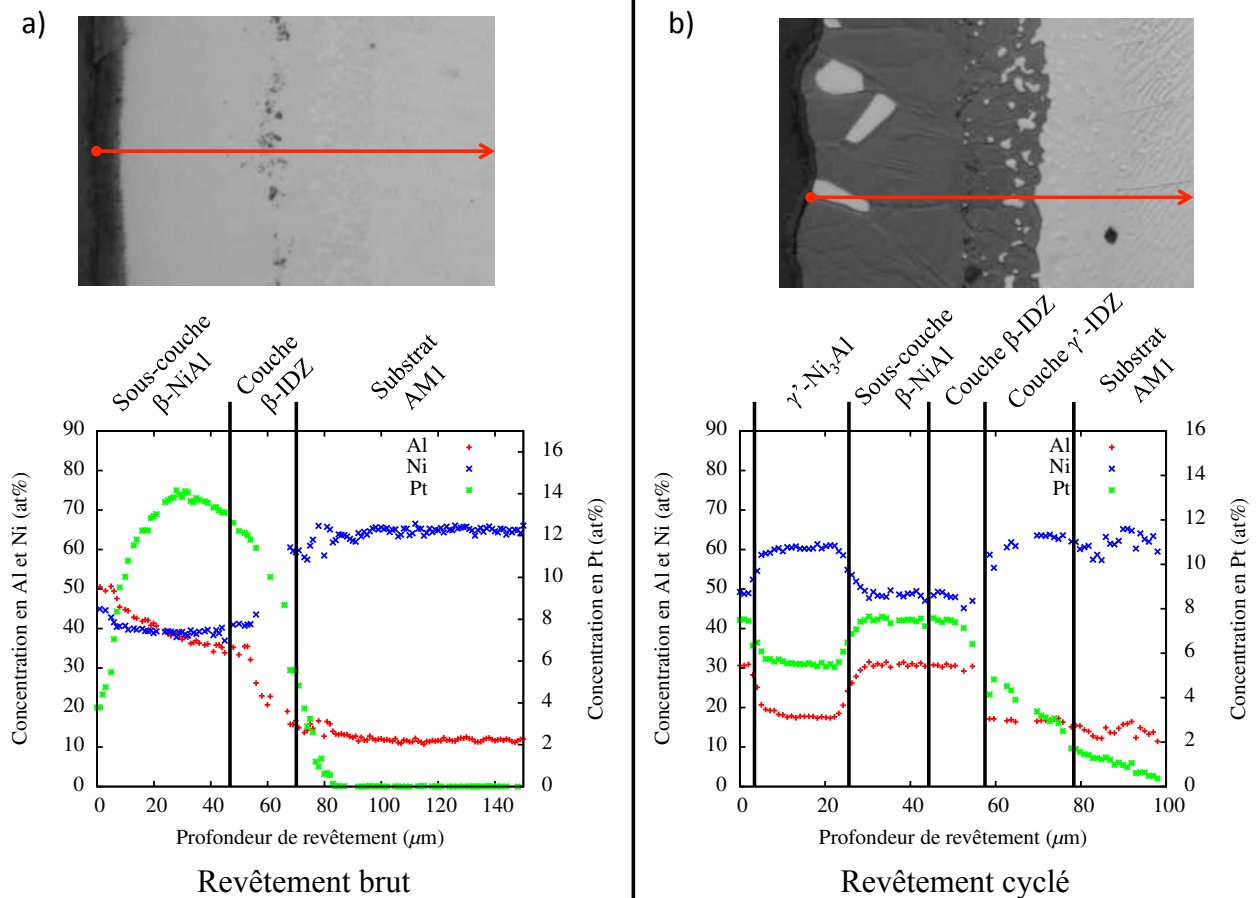 a)
Sous-couche
β-NiAl
Couche
β-IDZ
Substrat
AM1
Concentration en Al et Ni (at%)
90
80
70
60
50
40
30
20
10
0
Al
Ni
Pt
16
14
12
10
8
6
4
2
0
Concentration en Pt (at%)
0 20 40 60 80 100 120 140
Profondeur de revêtement (μm)
Revêtement brut
b)
γ'-Ni₃Al
Sous-couche
β-NiAl
Couche β-IDZ
Couche γ'-IDZ
Substrat
AM1
Concentration en Al et Ni (at%)
90
80
70
60
50
40
30
20
10
0
Al
Ni
Pt
16
14
12
10
8
6
4
2
0
Concentration en Pt (at%)
0 20 40 60 80 100
Profondeur de revêtement (μm)
Revêtement cyclé